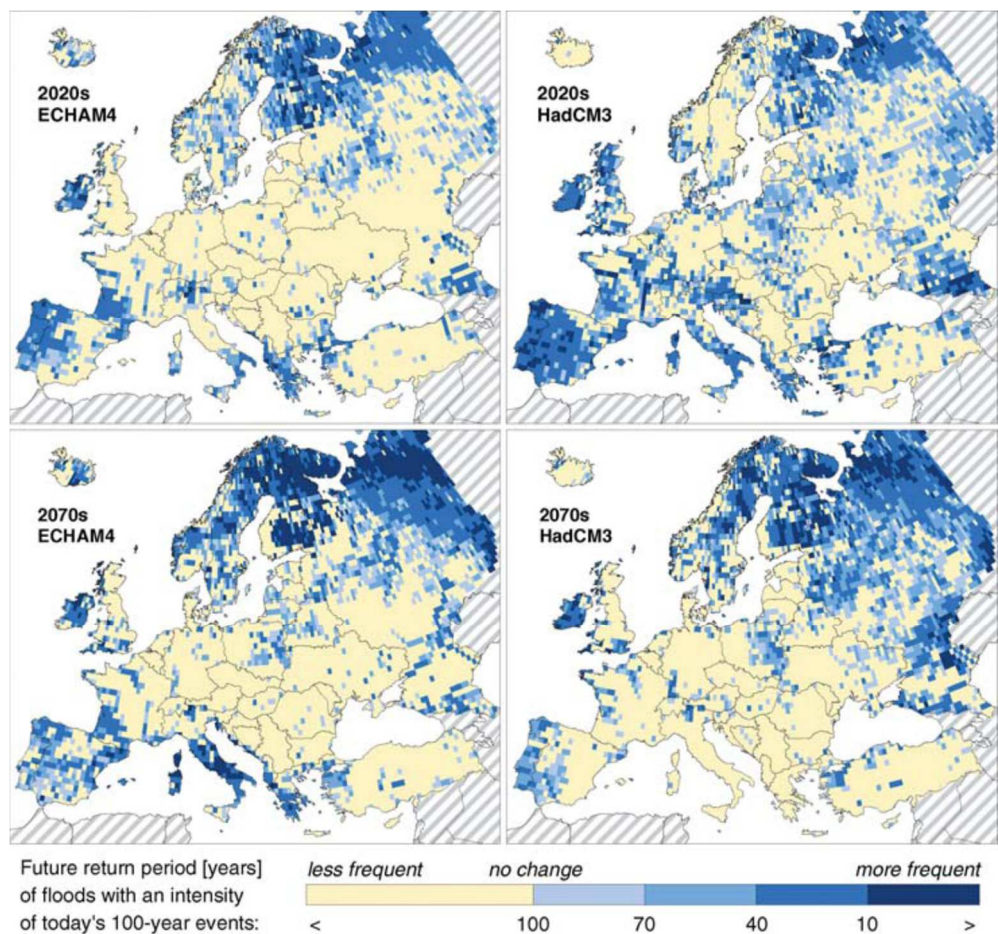 2020s
ECHAM4
2020s
HadCM3
2070s
ECHAM4
2070s
HadCM3
Future return period [years]
of floods with an intensity
of today's 100-year events:
less frequent no change more frequent
< 100 70 40 10 >